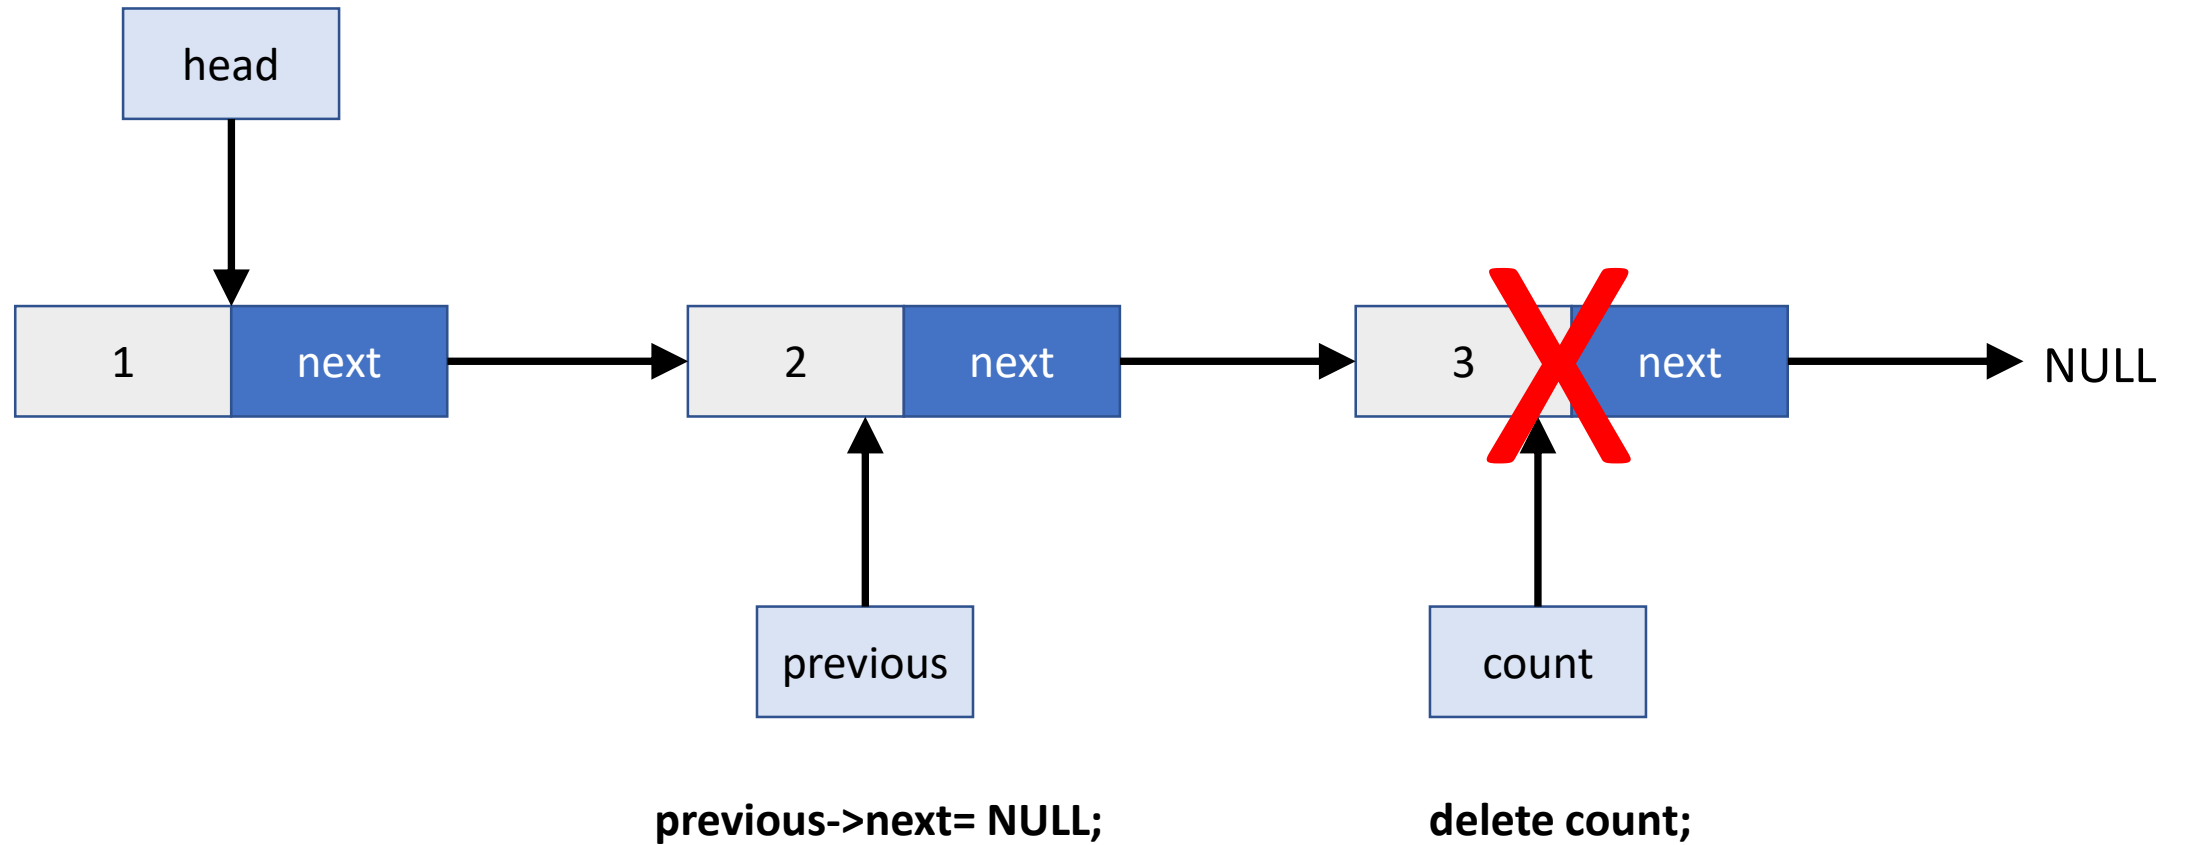 head
1
next
2
next
3
next
NULL
previous
count
previous->next= NULL;
delete count;